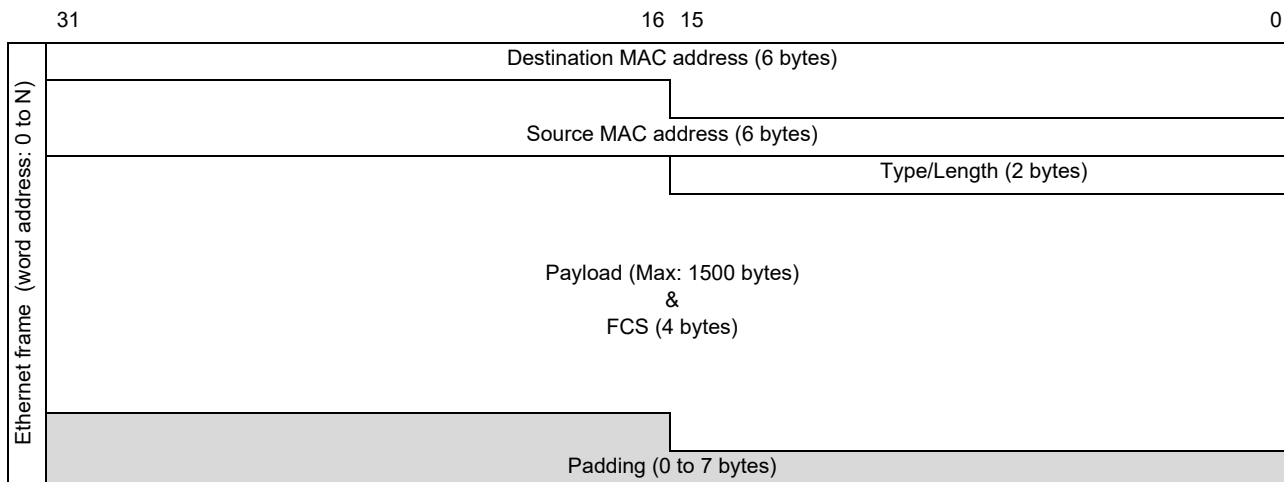 31 16 15 0
Ethernet frame (word address: 0 to N)
Destination MAC address (6 bytes)
Source MAC address (6 bytes)
Type/Length (2 bytes)
Payload (Max: 1500 bytes)
&
FCS (4 bytes)
Padding (0 to 7 bytes)